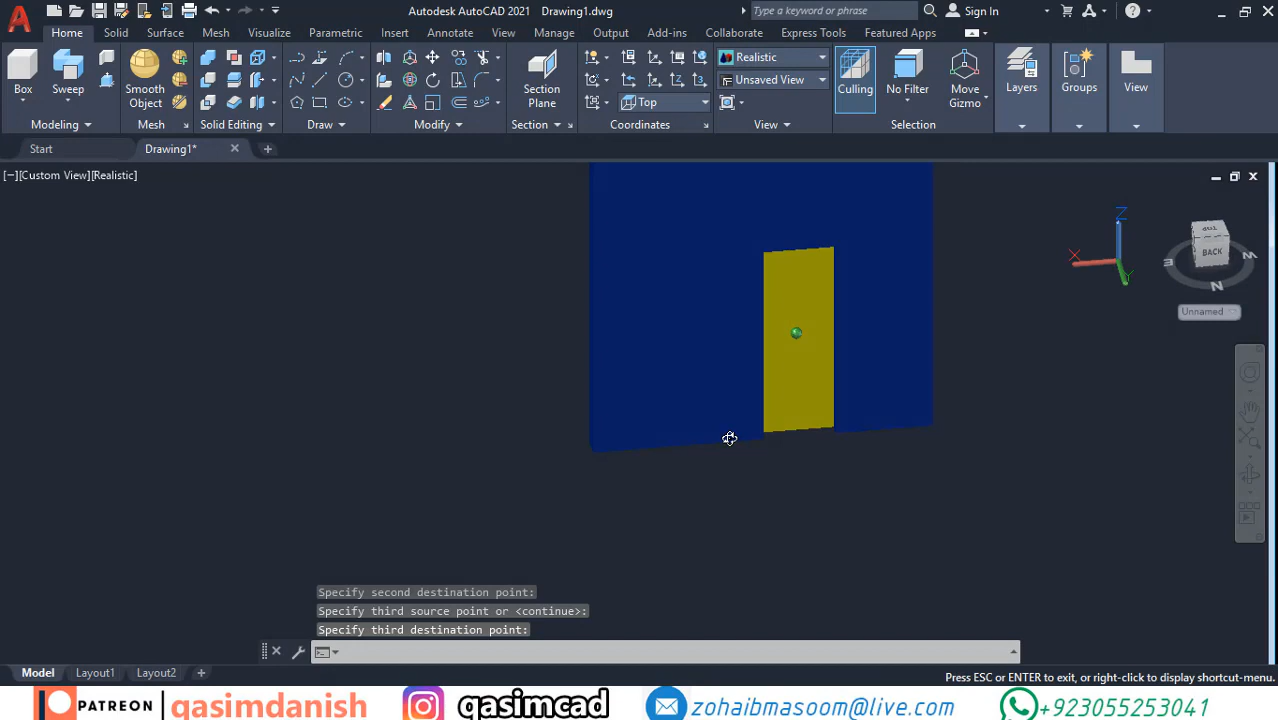 Autodesk AutoCAD 2021 Drawing1.dwg
Type a keyword or phrase
Sign In
Home Solid Surface Mesh Visualize Parametric Insert Annotate View Manage Output Add-ins Collaborate Express Tools Featured Apps
Box
Sweep
Smooth Object
Section Plane
Realistic
Unsaved View
Top
Culling
No Filter
Move Gizmo
Layers
Groups
View
Modeling Mesh Solid Editing Draw Modify Section Coordinates View Selection
Start Drawing1*
[−][Custom View][Realistic]
Z
X
Y
TOP
BACK
E
W
N
Unnamed
Specify second destination point:
Specify third source point or <continue>:
Specify third destination point:
Model Layout1 Layout2
Press ESC or ENTER to exit, or right-click to display shortcut-menu.
PATREON qasimdanish qasimcad zohaibmasoom@live.com +923055253041